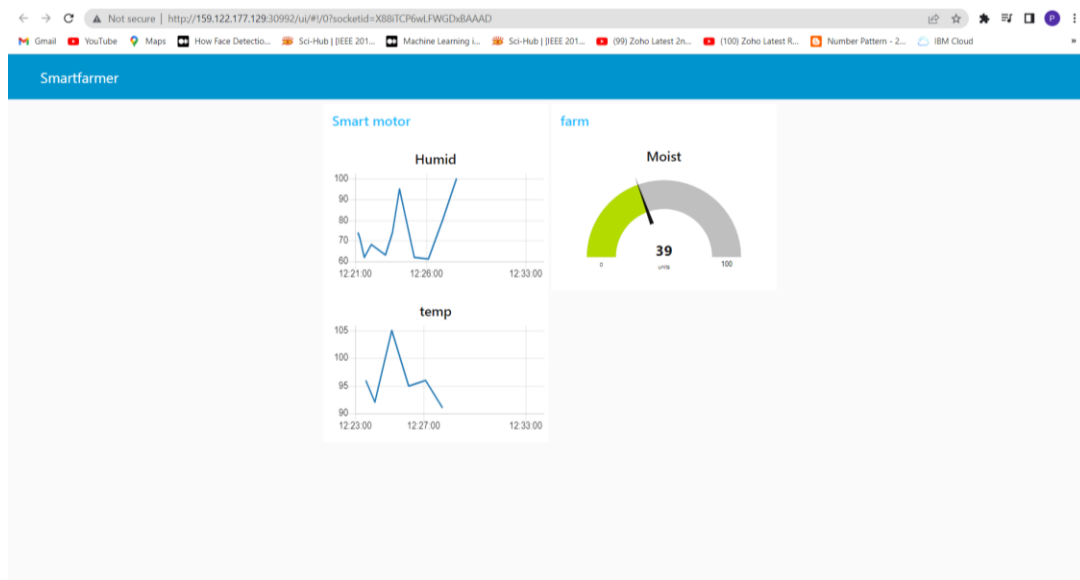 Not secure | http://159.122.177.129:30992/ui/#!/0?socketid=X88iTCP6wLFWGDxBAAAD
P
Gmail YouTube Maps How Face Detectio... Sci-Hub | [IEEE 201... Machine Learning i... Sci-Hub | [IEEE 201... (99) Zoho Latest 2n... (100) Zoho Latest R... Number Pattern - 2... IBM Cloud »
Smartfarmer
Smart motor
Humid
100
90
80
70
60
12:21:00 12:26:00 12:33:00
temp
105
100
95
90
12:23:00 12:27:00 12:33:00
farm
Moist
39
units
0 100